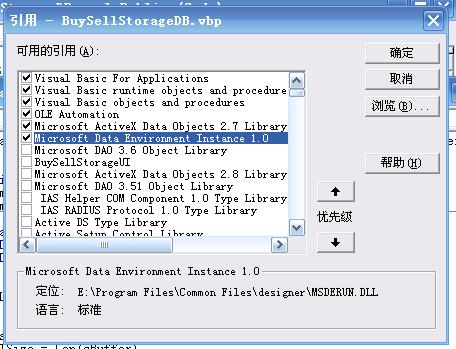 引用 - BuySellStorageDB.vbp
可用的引用(A):
Visual Basic For Applications
Visual Basic runtime objects and procedure
Visual Basic objects and procedures
OLE Automation
Microsoft ActiveX Data Objects 2.7 Library
Microsoft Data Environment Instance 1.0
Microsoft DAO 3.6 Object Library
BuySellStorageUI
Microsoft ActiveX Data Objects 2.8 Library
Microsoft DAO 3.51 Object Library
IAS Helper COM Component 1.0 Type Library
IAS RADIUS Protocol 1.0 Type Library
Active DS Type Library
Active Setup Control Library
确定
取消
浏览(B)...
帮助(H)
优先级
Microsoft Data Environment Instance 1.0
定位: E:\Program Files\Common Files\designer\MSDERUN.DLL
语言: 标准